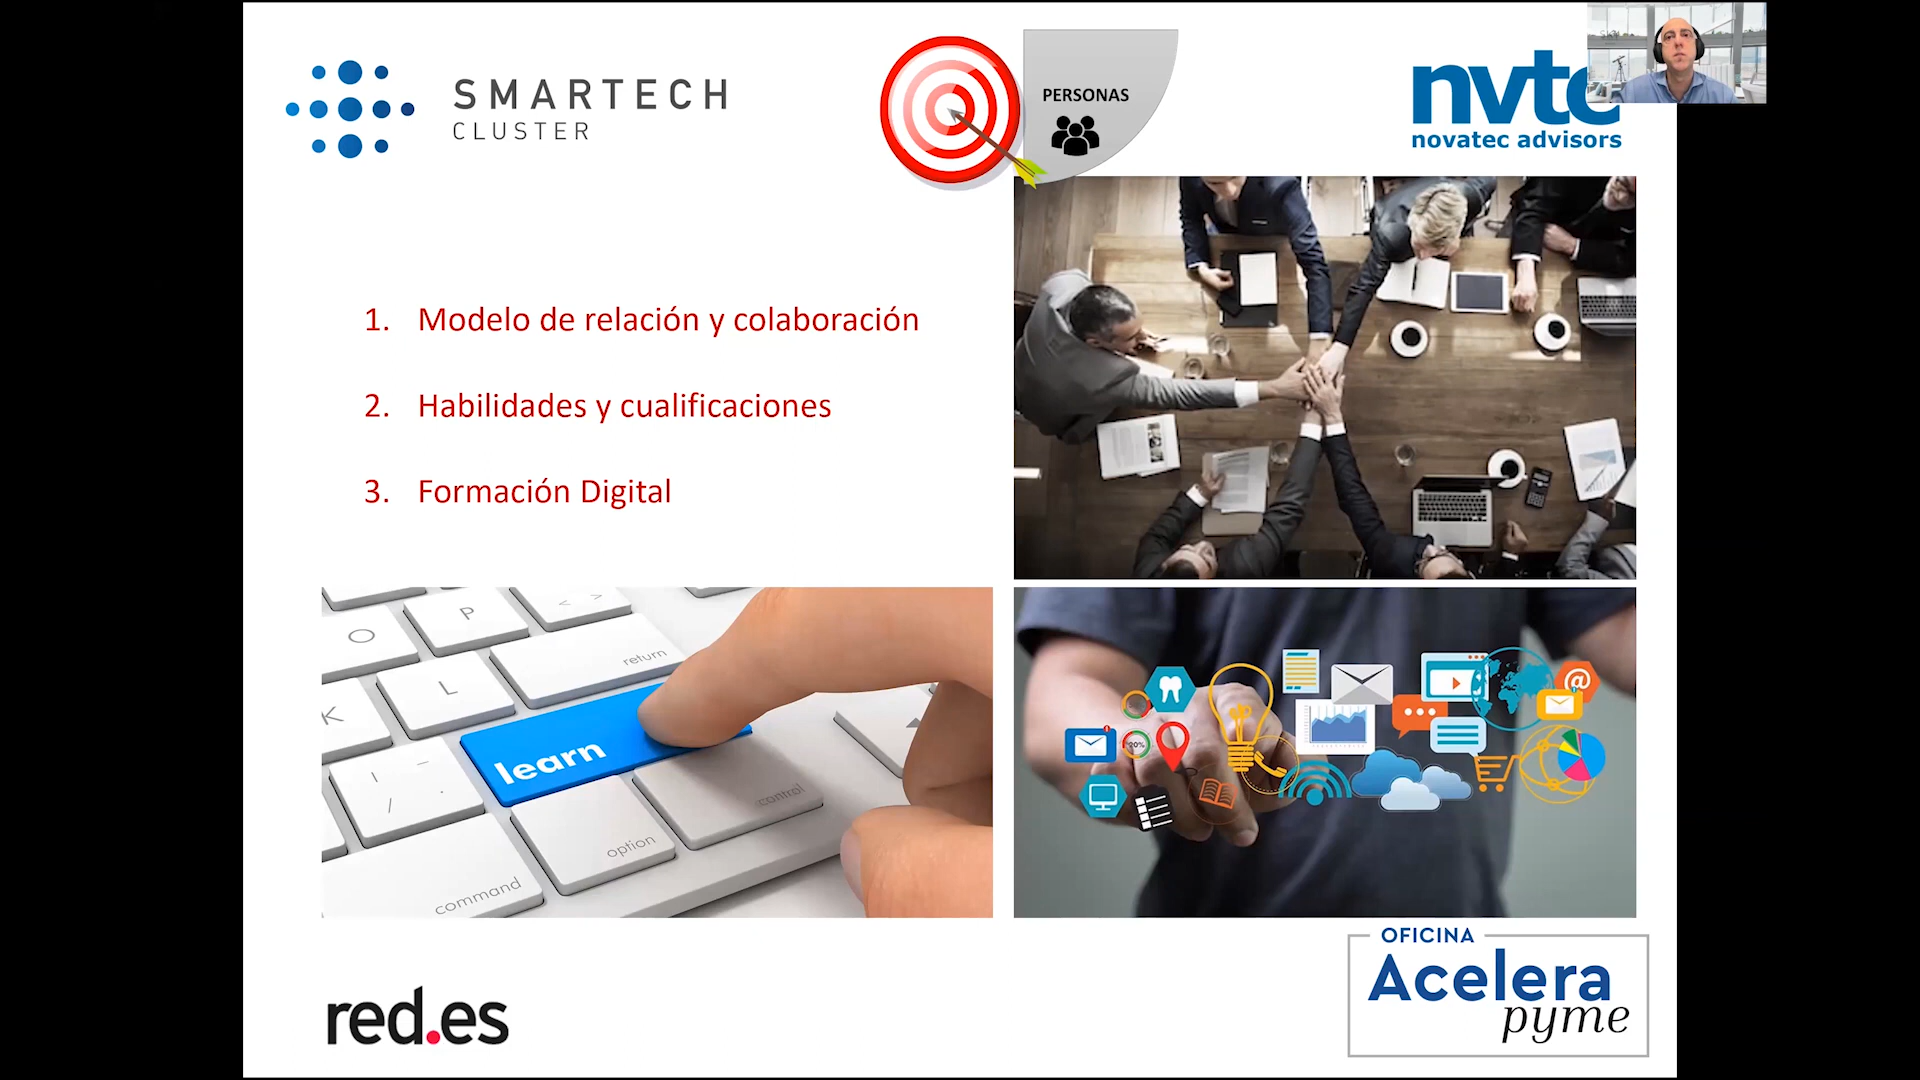 SMARTECH
CLUSTER
PERSONAS
nvtc
novatec advisors
1. Modelo de relación y colaboración
2. Habilidades y cualificaciones
3. Formación Digital
O
P
< >
return
K
L
learn
control
option
command
20%
@
red.es
OFICINA
Acelera
pyme